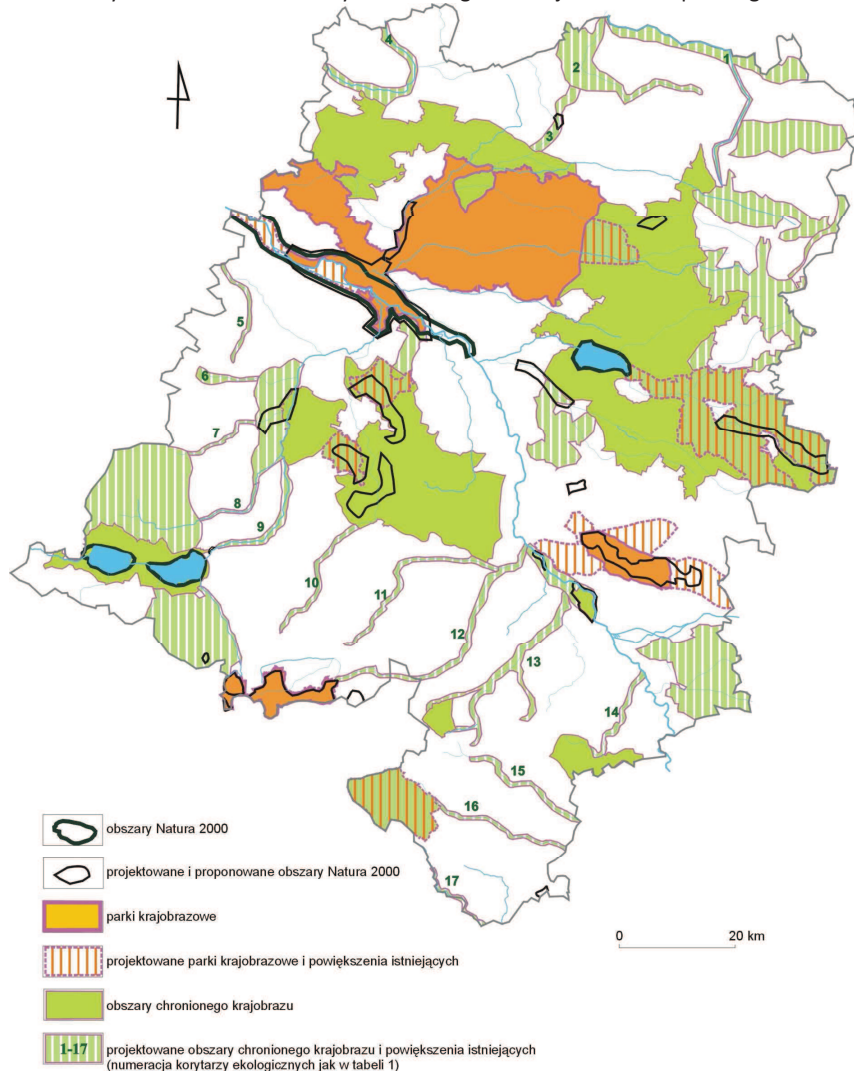 4
1
2
3
5
6
7
8
9
10
11
12
13
14
15
16
17
obszary Natura 2000
projektowane i proponowane obszary Natura 2000
parki krajobrazowe
0 20 km
projektowane parki krajobrazowe i powiększenia istniejących
obszary chronionego krajobrazu
1-17 projektowane obszary chronionego krajobrazu i powiększenia istniejących
(numeracja korytarzy ekologicznych jak w tabeli 1)